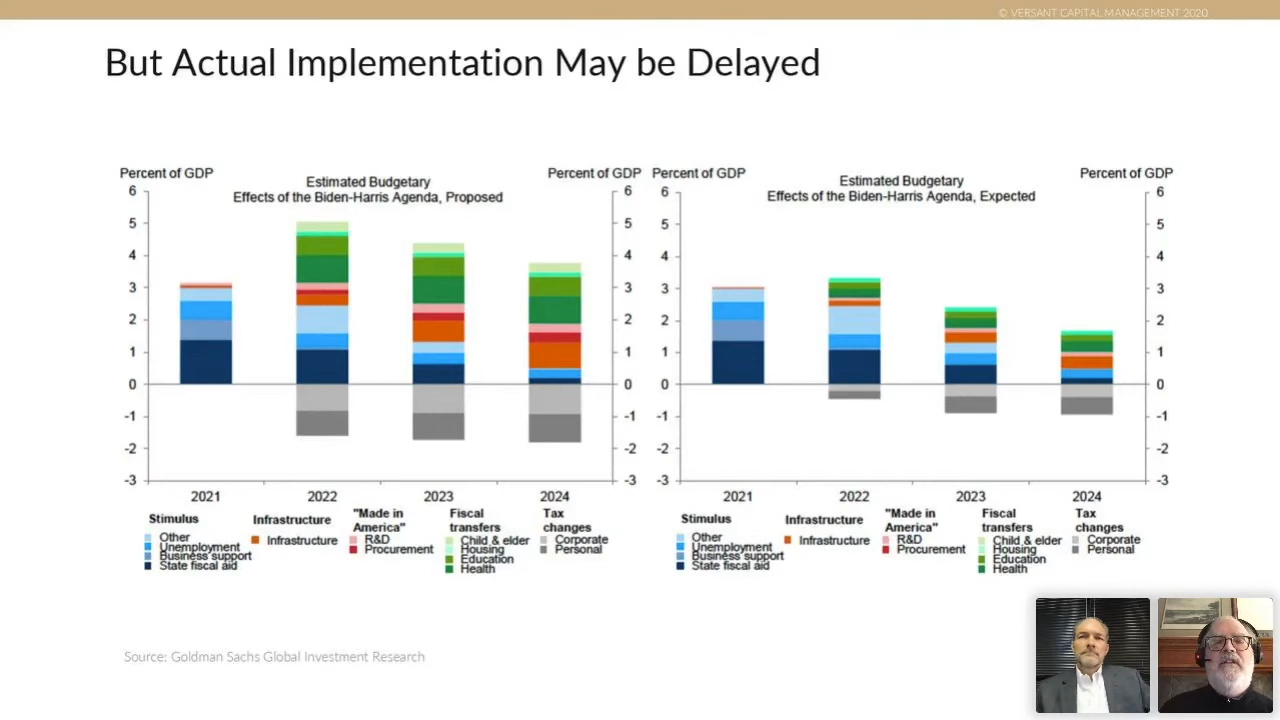 © VERSANT CAPITAL MANAGEMENT 2020
But Actual Implementation May be Delayed
Percent of GDP
Percent of GDP
Estimated Budgetary
Effects of the Biden-Harris Agenda, Proposed
6
5
4
3
2
1
0
-1
-2
-3
6
5
4
3
2
1
0
-1
-2
-3
2021
2022
2023
2024
Stimulus
Other
Unemployment
Business support
State fiscal aid
Infrastructure
Infrastructure
"Made in
America"
R&D
Procurement
Fiscal
transfers
Child & elder
Housing
Education
Health
Tax
changes
Corporate
Personal
Percent of GDP
Percent of GDP
Estimated Budgetary
Effects of the Biden-Harris Agenda, Expected
6
5
4
3
2
1
0
-1
-2
-3
6
5
4
3
2
1
0
-1
-2
-3
2021
2022
2023
2024
Stimulus
Other
Unemployment
Business support
State fiscal aid
Infrastructure
Infrastructure
"Made in
America"
R&D
Procurement
Fiscal
transfers
Child & elder
Housing
Education
Health
Tax
changes
Corporate
Personal
Source: Goldman Sachs Global Investment Research